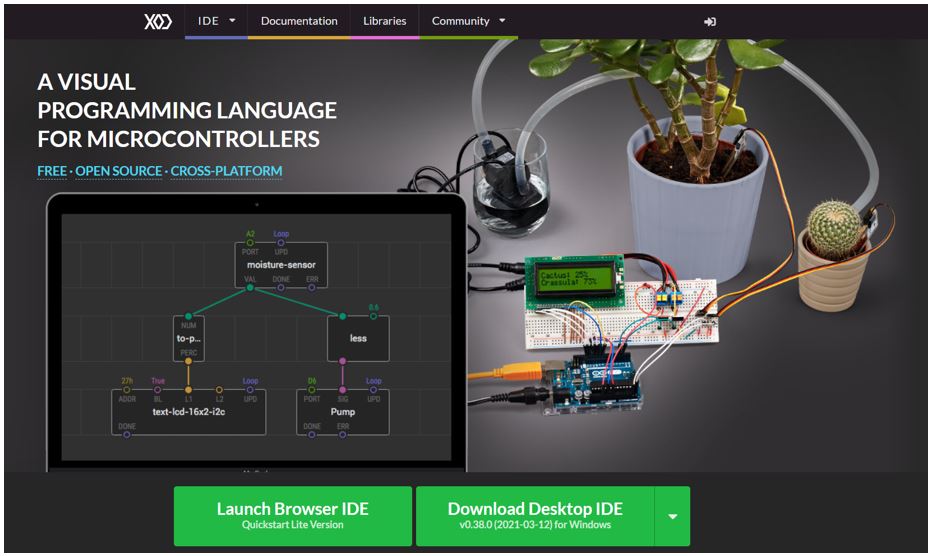 XOD
IDE
Documentation
Libraries
Community
A VISUAL
PROGRAMMING LANGUAGE
FOR MICROCONTROLLERS
FREE · OPEN SOURCE · CROSS-PLATFORM
A2 Loop
PORT UPD
moisture-sensor
VAL DONE ERR
0.6
NUM
to-p...
PERC
less
27h True Loop
ADDR BL L1 L2 UPD
text-lcd-16x2-i2c
DONE
D6 Loop
PORT SIG UPD
Pump
DONE ERR
Cactus: 25%
Crassula: 73%
Launch Browser IDE
Quickstart Lite Version
Download Desktop IDE
v0.38.0 (2021-03-12) for Windows